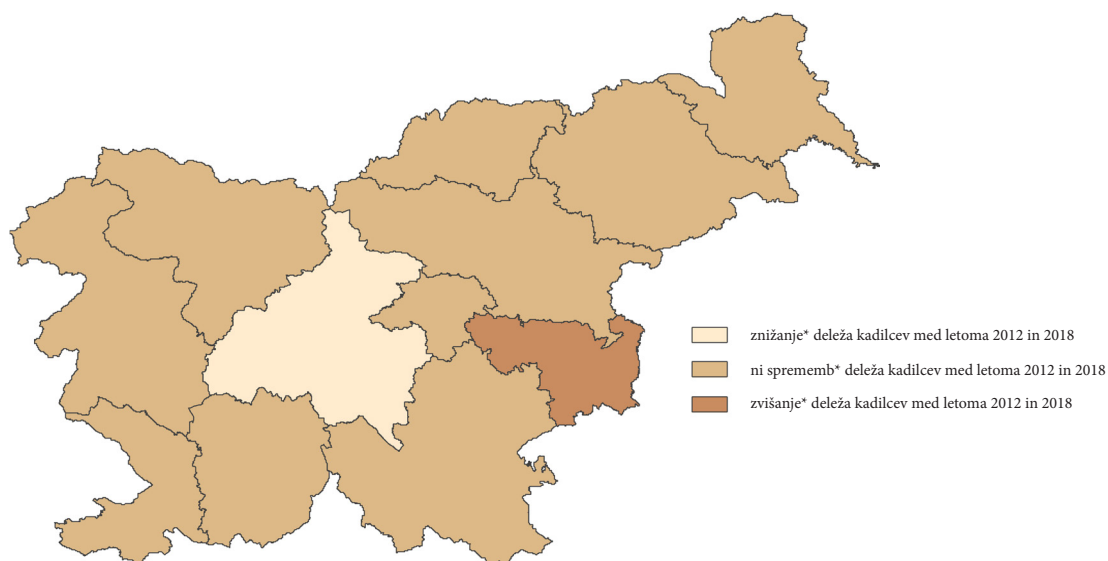 znižanje* deleža kadilcev med letoma 2012 in 2018
ni sprememb* deleža kadilcev med letoma 2012 in 2018
zvišanje* deleža kadilcev med letoma 2012 in 2018